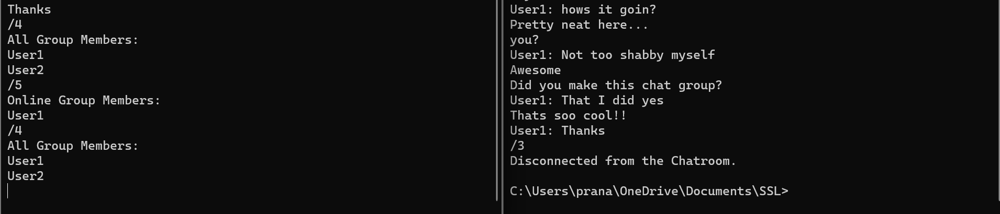 Thanks
/4
All Group Members:
User1
User2
/5
Online Group Members:
User1
/4
All Group Members:
User1
User2
User1: hows it goin?
Pretty neat here...
you?
User1: Not too shabby myself
Awesome
Did you make this chat group?
User1: That I did yes
Thats soo cool!!
User1: Thanks
/3
Disconnected from the Chatroom.
C:\Users\prana\OneDrive\Documents\SSL>